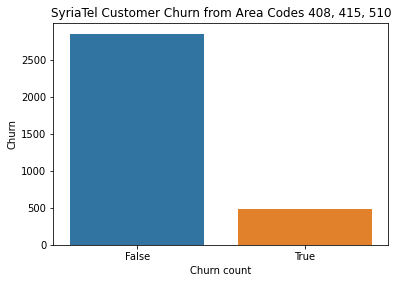 SyriaTel Customer Churn from Area Codes 408, 415, 510
2500
2000
1500
1000
500
0
Churn
False
True
Churn count